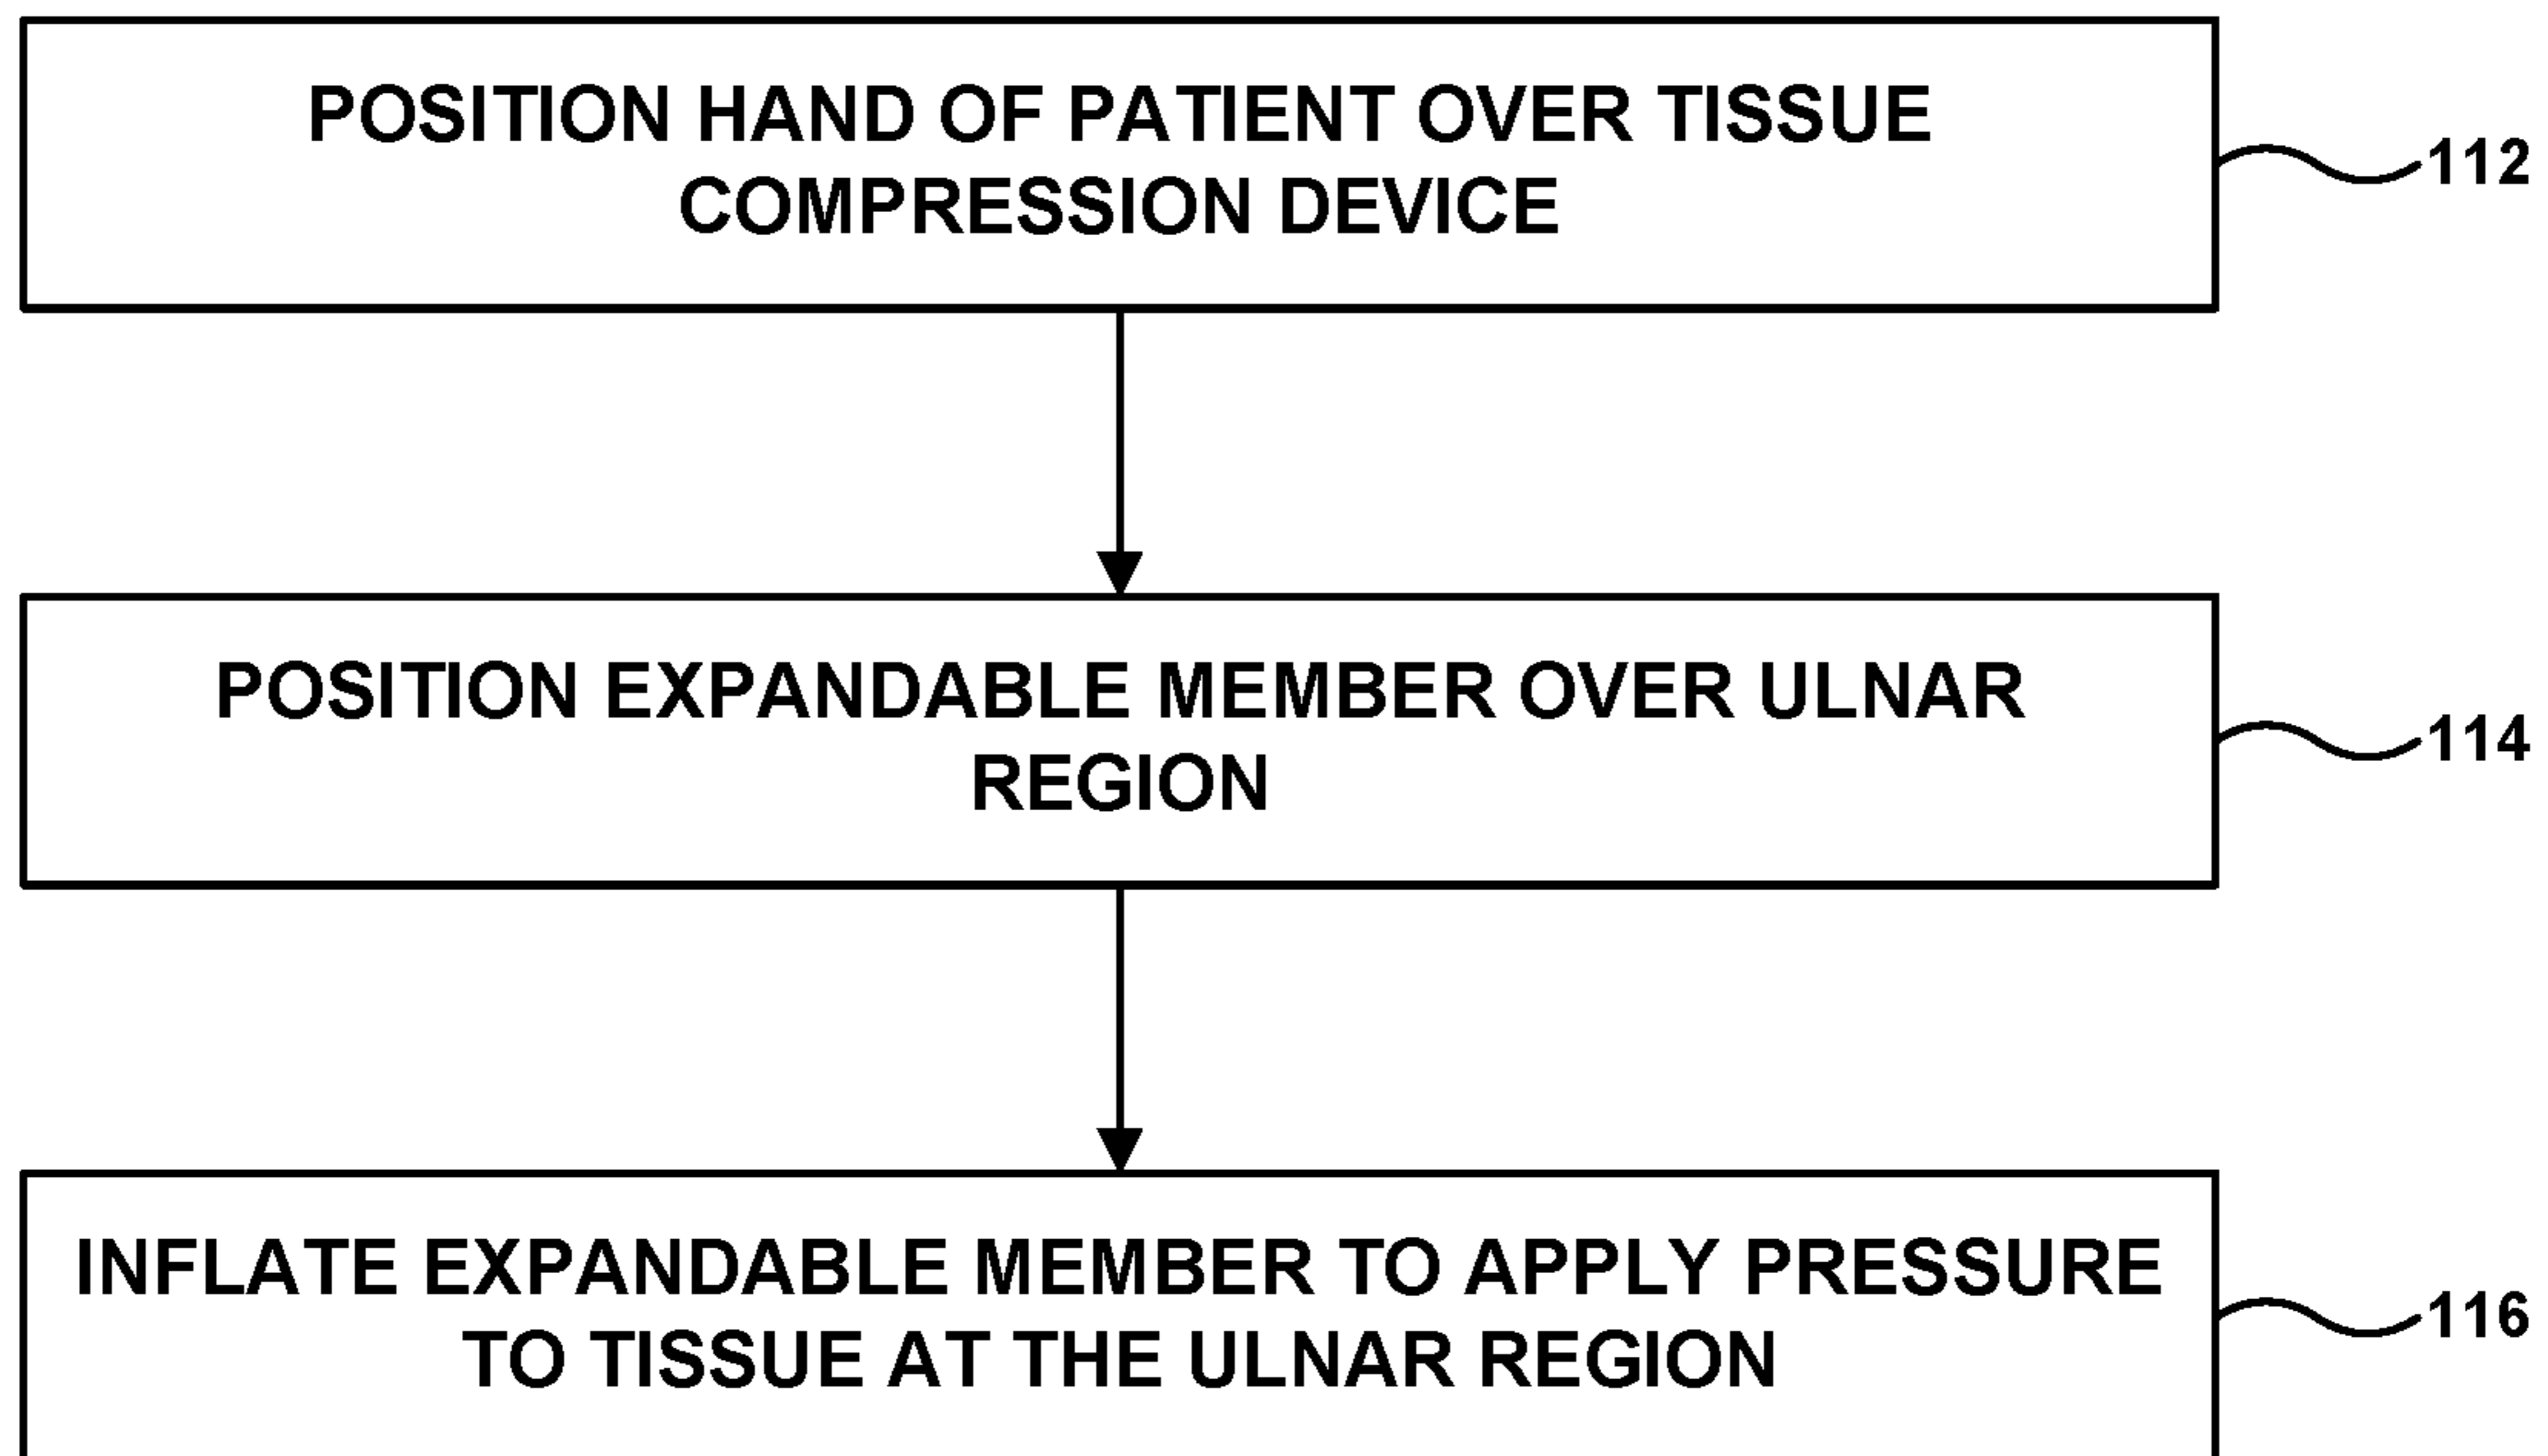 POSITION HAND OF PATIENT OVER TISSUE
COMPRESSION DEVICE
112
POSITION EXPANDABLE MEMBER OVER ULNAR
REGION
114
INFLATE EXPANDABLE MEMBER TO APPLY PRESSURE
TO TISSUE AT THE ULNAR REGION
116